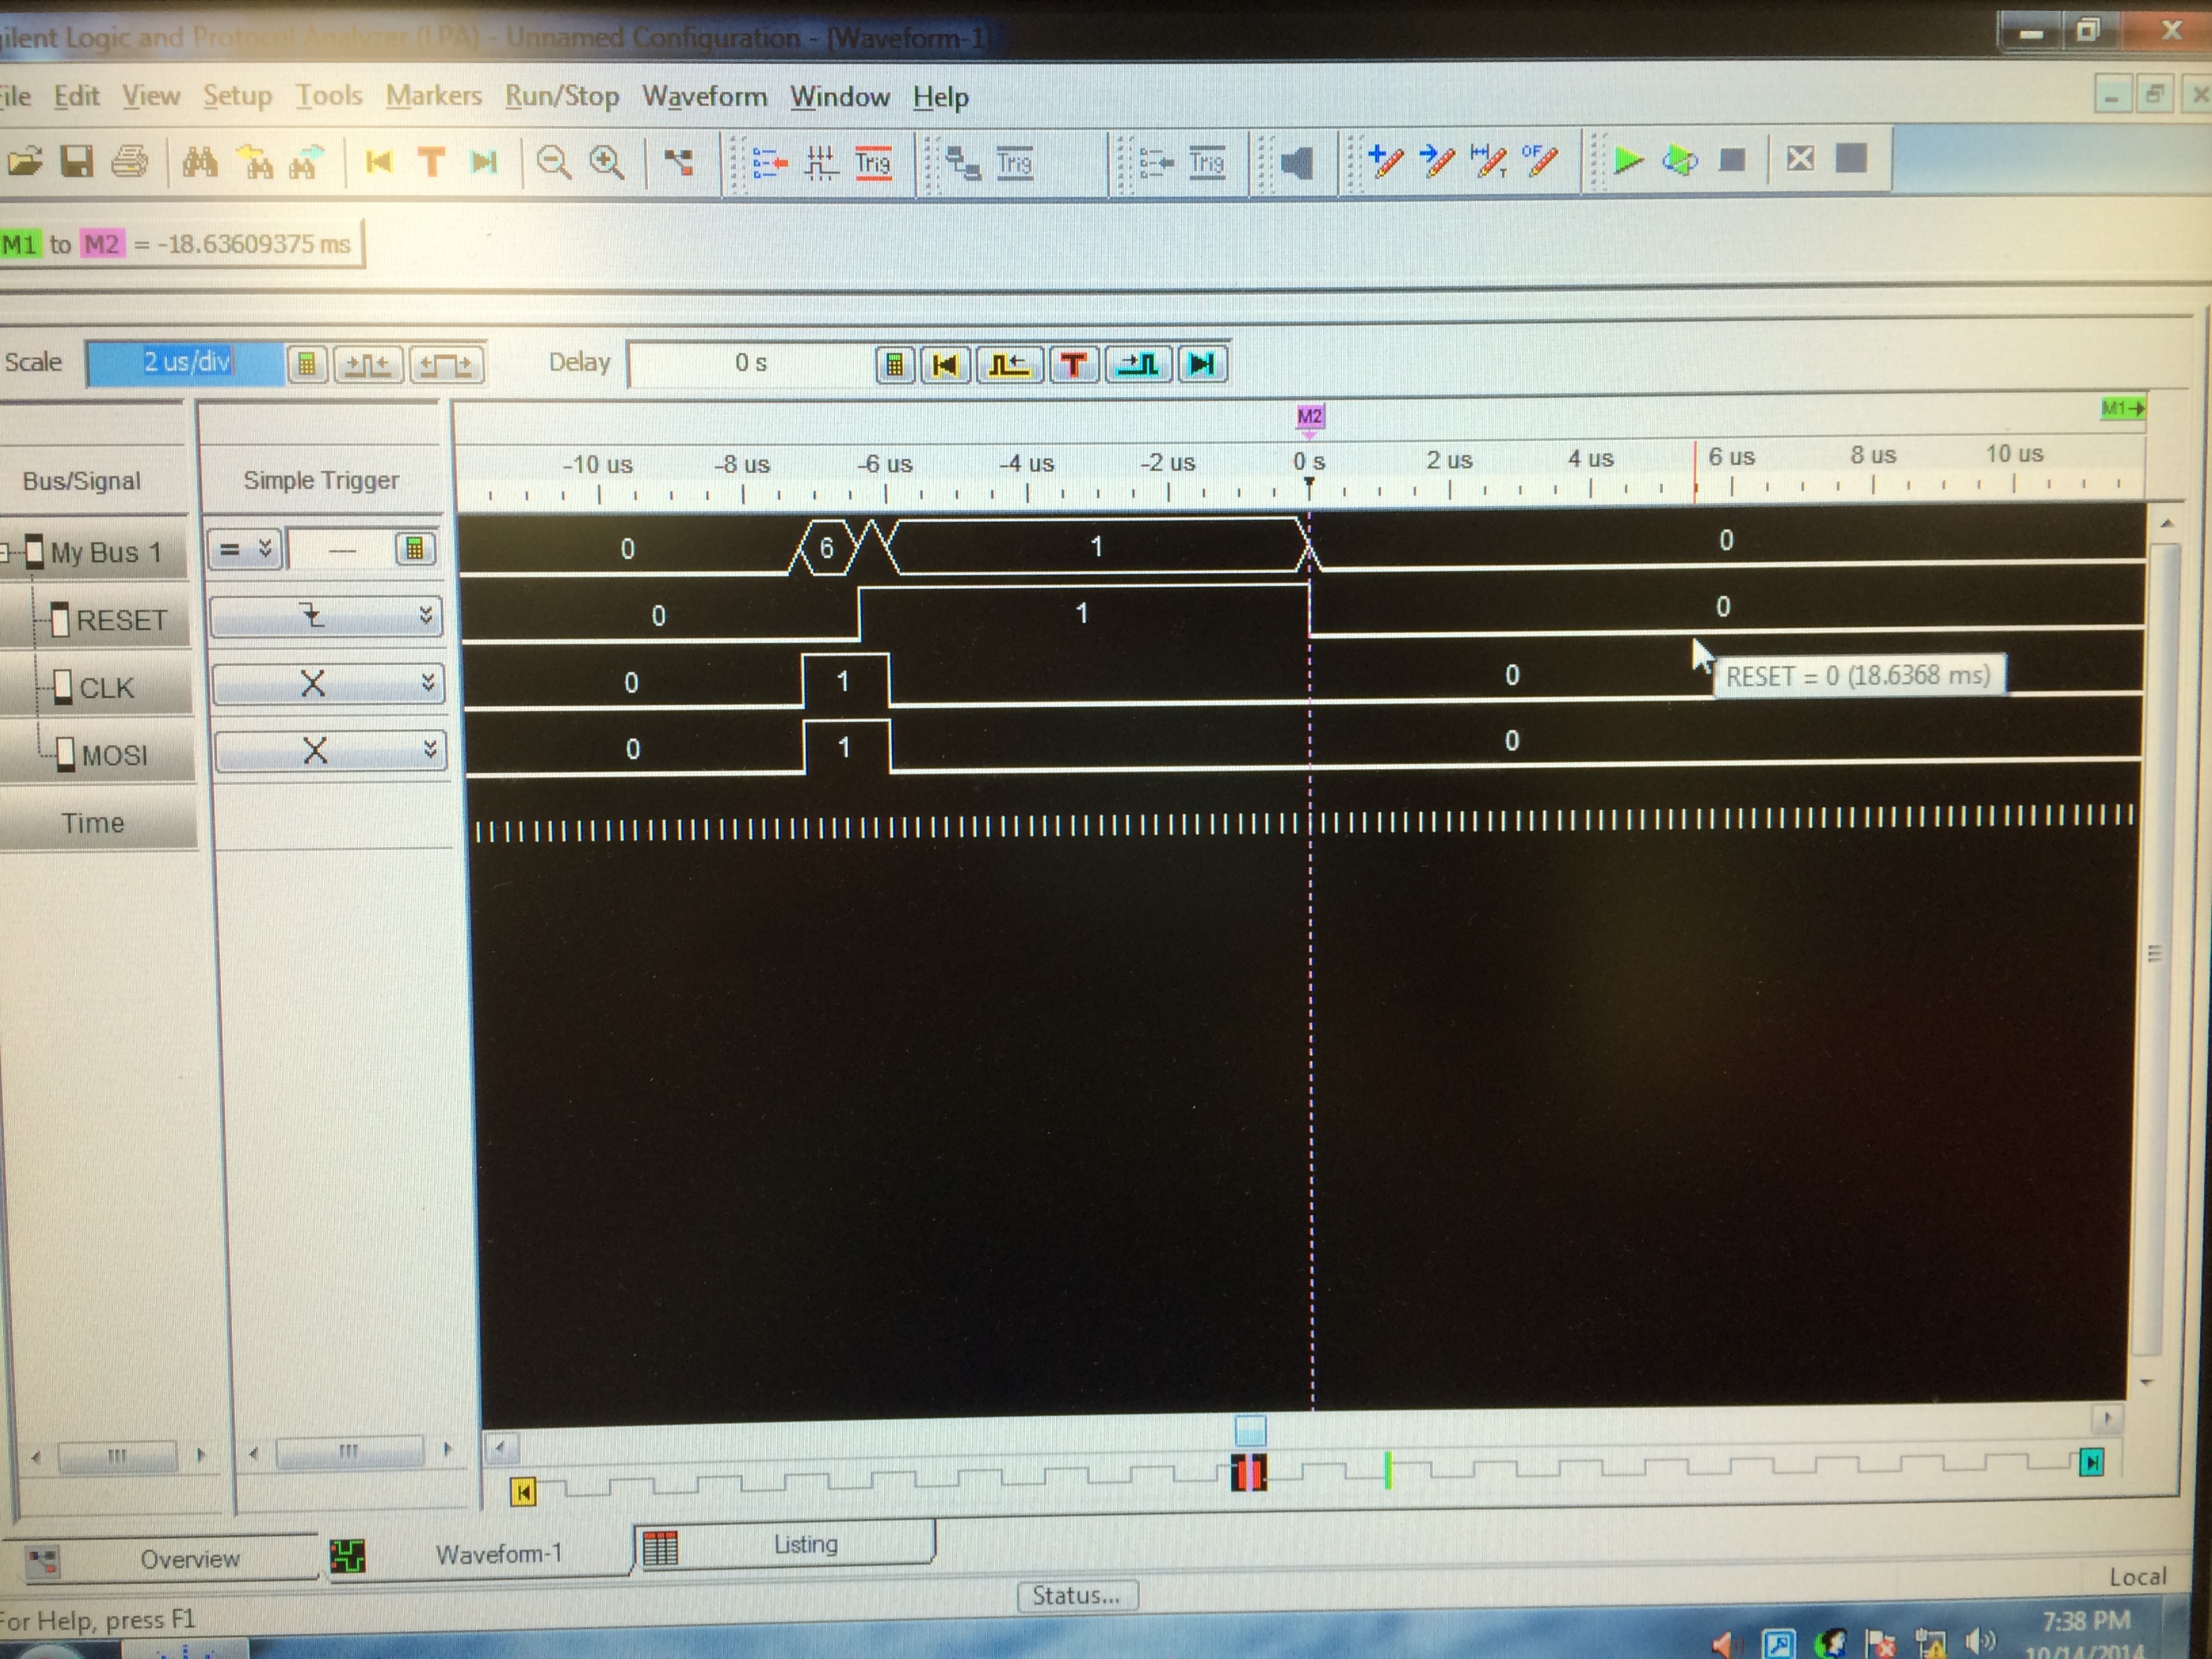 gilent Logic and Protocol Analyzer (LPA) - Unnamed Configuration - [Waveform-1]
File Edit View Setup Tools Markers Run/Stop Waveform Window Help
T Trig Trig Trig
M1 to M2 = -18.63609375 ms
Scale 2 us/div Delay 0 s T
M2 M1
-10 us -8 us -6 us -4 us -2 us 0 s 2 us 4 us 6 us 8 us 10 us
Bus/Signal Simple Trigger
My Bus 1 = 0 6 1 0
RESET 0 1 0
CLK X 0 1 0 RESET = 0 (18.6368 ms)
MOSI X 0 1 0
Time
Overview Waveform-1 Listing
Status... Local
For Help, press F1
7:38 PM
10/14/2014